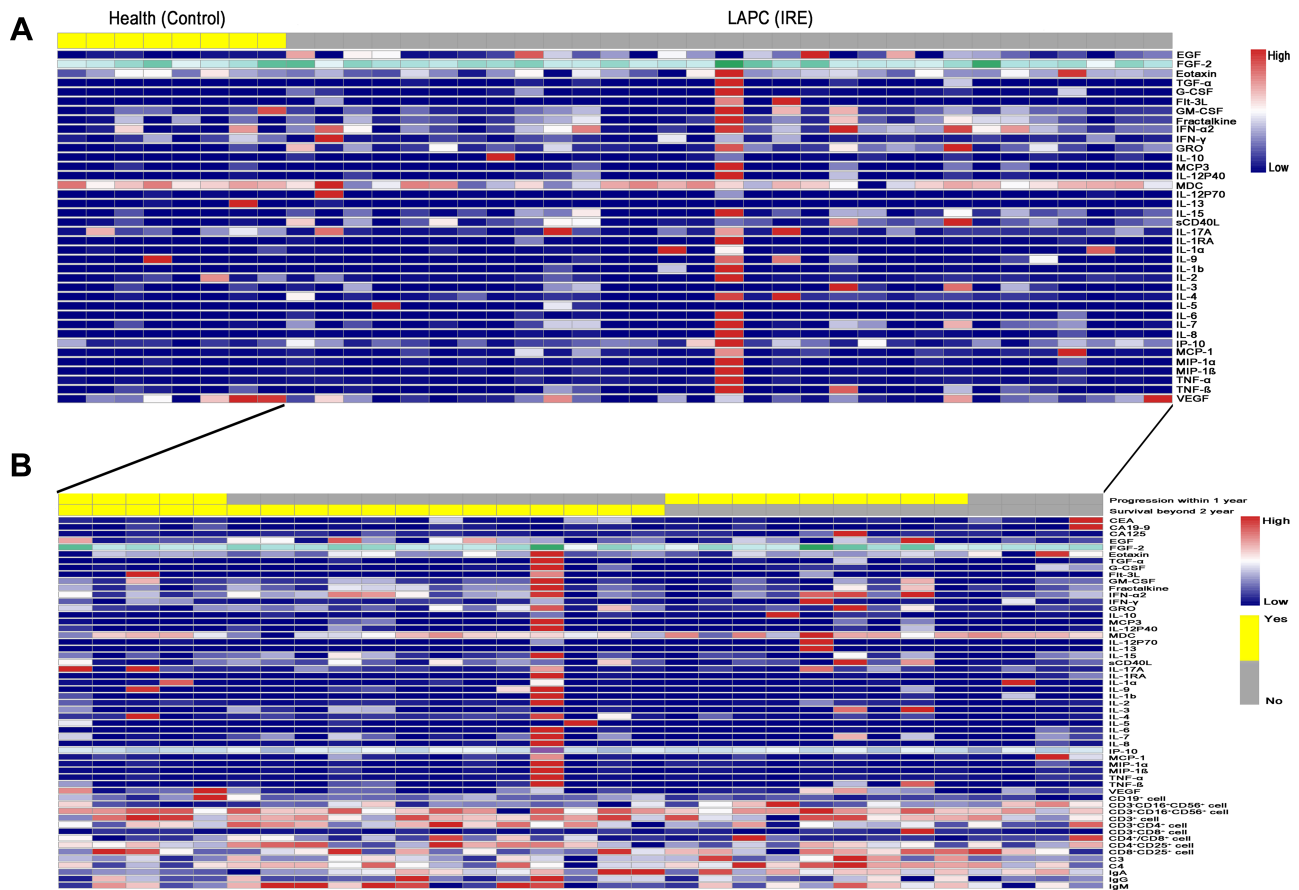 Health (Control) LAPC (IRE)
A
EGF
FGF-2
Eotaxin
TGF-α
G-CSF
Flt-3L
GM-CSF
Fractalkine
IFN-α2
IFN-γ
GRO
IL-10
MCP3
IL-12P40
MDC
IL-12P70
IL-13
IL-15
sCD40L
IL-17A
IL-1RA
IL-1α
IL-9
IL-1b
IL-2
IL-3
IL-4
IL-5
IL-6
IL-7
IL-8
IP-10
MCP-1
MIP-1α
MIP-1ß
TNF-α
TNF-ß
VEGF
High
Low
B
Progression within 1 year
Survival beyond 2 year
CEA
CA19-9
CA125
EGF
FGF-2
Eotaxin
TGF-α
G-CSF
Flt-3L
GM-CSF
Fractalkine
IFN-α2
IFN-γ
GRO
IL-10
MCP3
IL-12P40
MDC
IL-12P70
IL-13
IL-15
sCD40L
IL-17A
IL-1RA
IL-1α
IL-9
IL-1b
IL-2
IL-3
IL-4
IL-5
IL-6
IL-7
IL-8
IP-10
MCP-1
MIP-1α
MIP-1ß
TNF-α
TNF-ß
VEGF
CD19⁺ cell
CD3⁻CD16⁺CD56⁺ cell
CD3⁺CD16⁺CD56⁺ cell
CD3⁺ cell
CD3⁺CD4⁺ cell
CD3⁺CD8⁺ cell
CD4⁺/CD8⁺ cell
CD4⁺CD25⁺ cell
CD8⁺CD25⁺ cell
C3
C4
IgA
IgG
IgM
High
Low
Yes
No